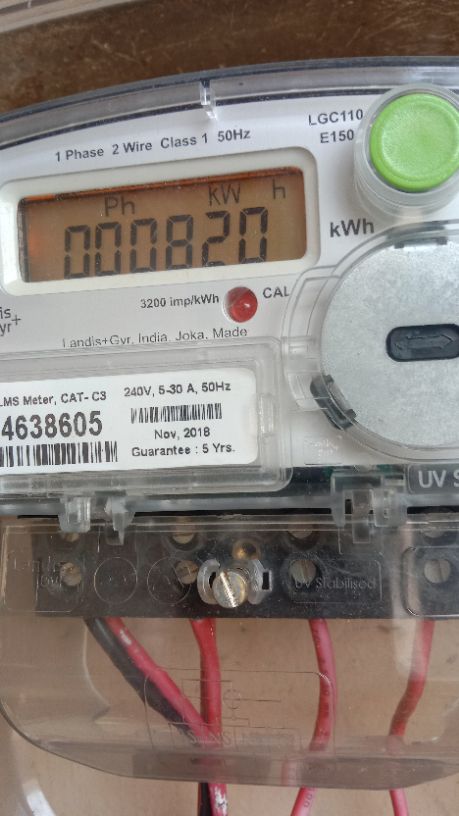 LGC110
E150
1 Phase 2 Wire Class 1 50Hz
Ph kW h
000820
kWh
3200 imp/kWh CAL
Landis+Gyr, India, Joka, Made
LMS Meter, CAT- C3
240V, 5-30 A, 50Hz
4638605
Nov, 2018
Guarantee : 5 Yrs.
UV
UV Stabilised